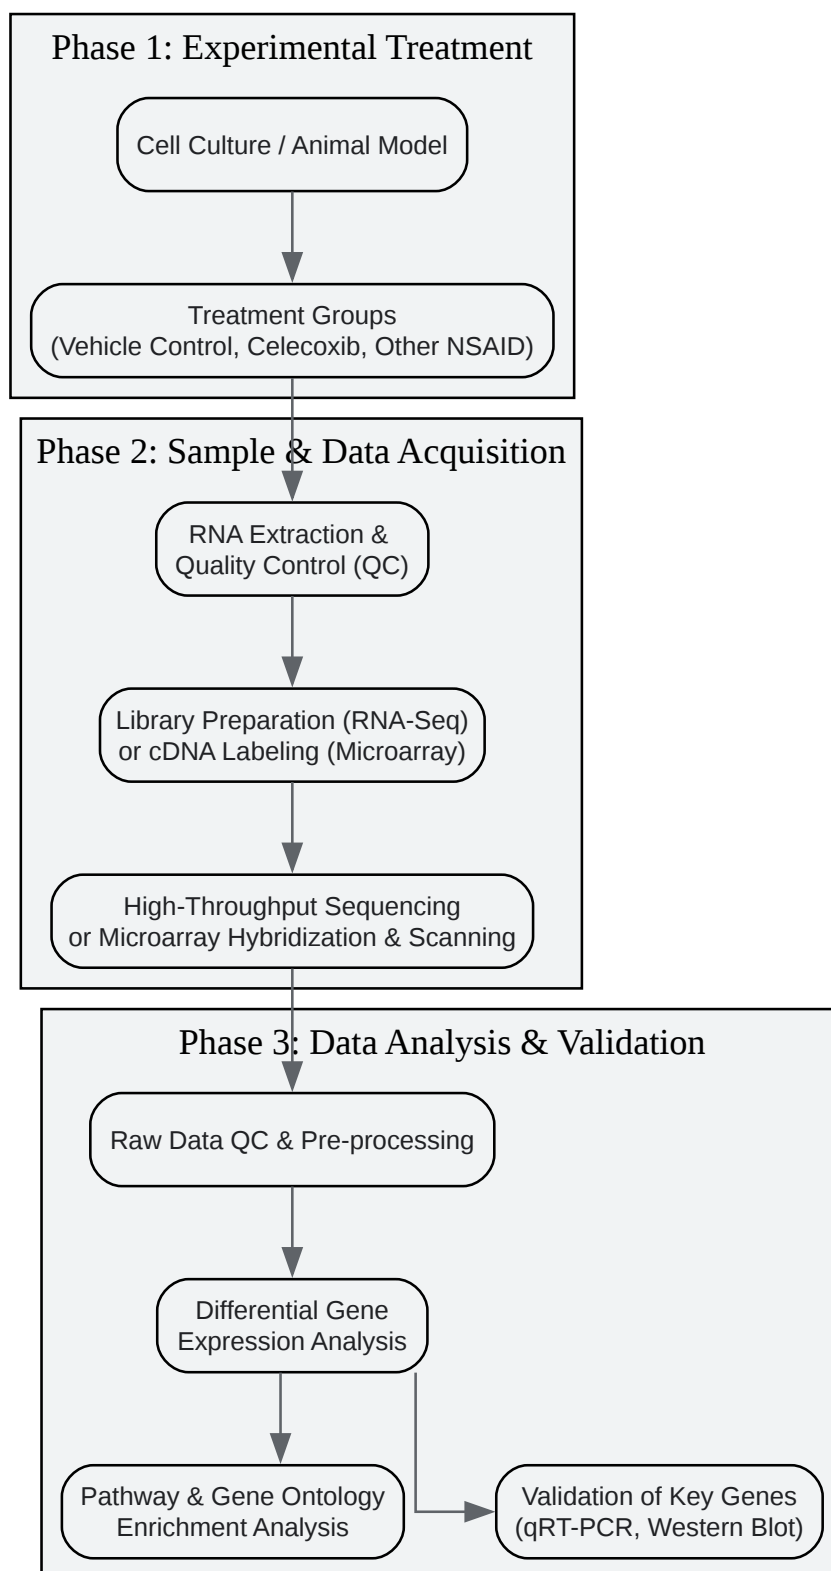 Phase 1: Experimental Treatment
Cell Culture / Animal Model
Treatment Groups
(Vehicle Control, Celecoxib, Other NSAID)
Phase 2: Sample & Data Acquisition
RNA Extraction &
Quality Control (QC)
Library Preparation (RNA-Seq)
or cDNA Labeling (Microarray)
High-Throughput Sequencing
or Microarray Hybridization & Scanning
Phase 3: Data Analysis & Validation
Raw Data QC & Pre-processing
Differential Gene
Expression Analysis
Pathway & Gene Ontology
Enrichment Analysis
Validation of Key Genes
(qRT-PCR, Western Blot)